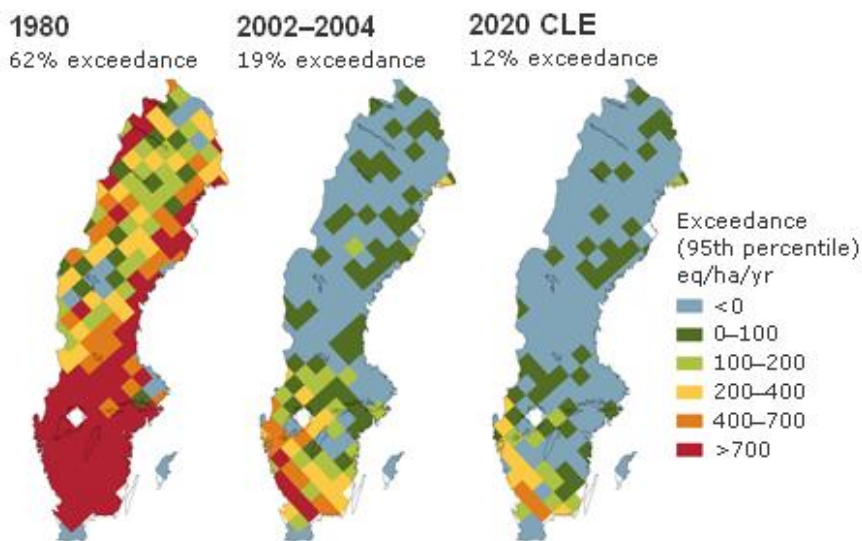 1980
62% exceedance
2002–2004
19% exceedance
2020 CLE
12% exceedance
Exceedance
(95th percentile)
eq/ha/yr
<0
0–100
100–200
200–400
400–700
>700